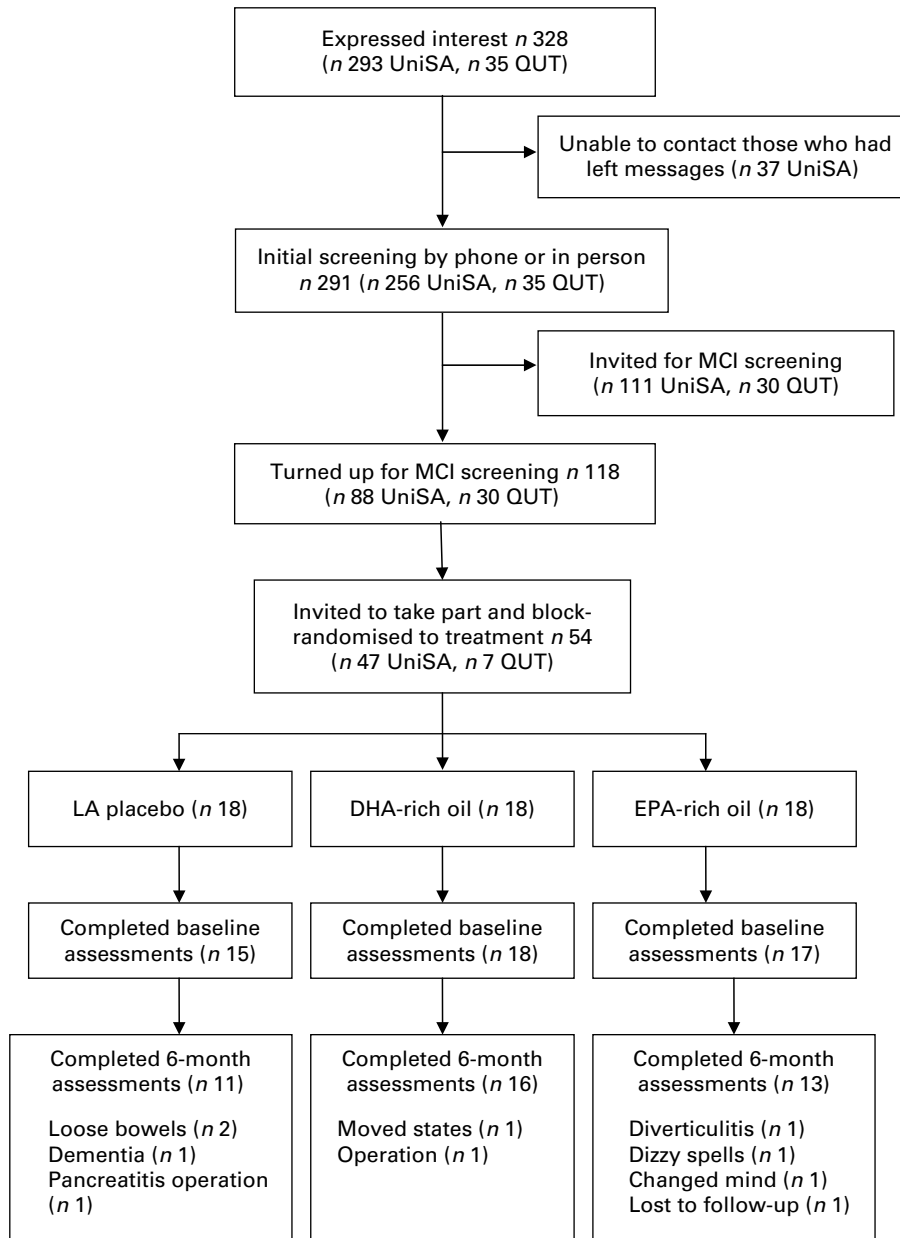 Expressed interest n 328
(n 293 UniSA, n 35 QUT)
Unable to contact those who had
left messages (n 37 UniSA)
Initial screening by phone or in person
n 291 (n 256 UniSA, n 35 QUT)
Invited for MCI screening
(n 111 UniSA, n 30 QUT)
Turned up for MCI screening n 118
(n 88 UniSA, n 30 QUT)
Invited to take part and block-
randomised to treatment n 54
(n 47 UniSA, n 7 QUT)
LA placebo (n 18)
DHA-rich oil (n 18)
EPA-rich oil (n 18)
Completed baseline
assessments (n 15)
Completed baseline
assessments (n 18)
Completed baseline
assessments (n 17)
Completed 6-month
assessments (n 11)
Loose bowels (n 2)
Dementia (n 1)
Pancreatitis operation
(n 1)
Completed 6-month
assessments (n 16)
Moved states (n 1)
Operation (n 1)
Completed 6-month
assessments (n 13)
Diverticulitis (n 1)
Dizzy spells (n 1)
Changed mind (n 1)
Lost to follow-up (n 1)